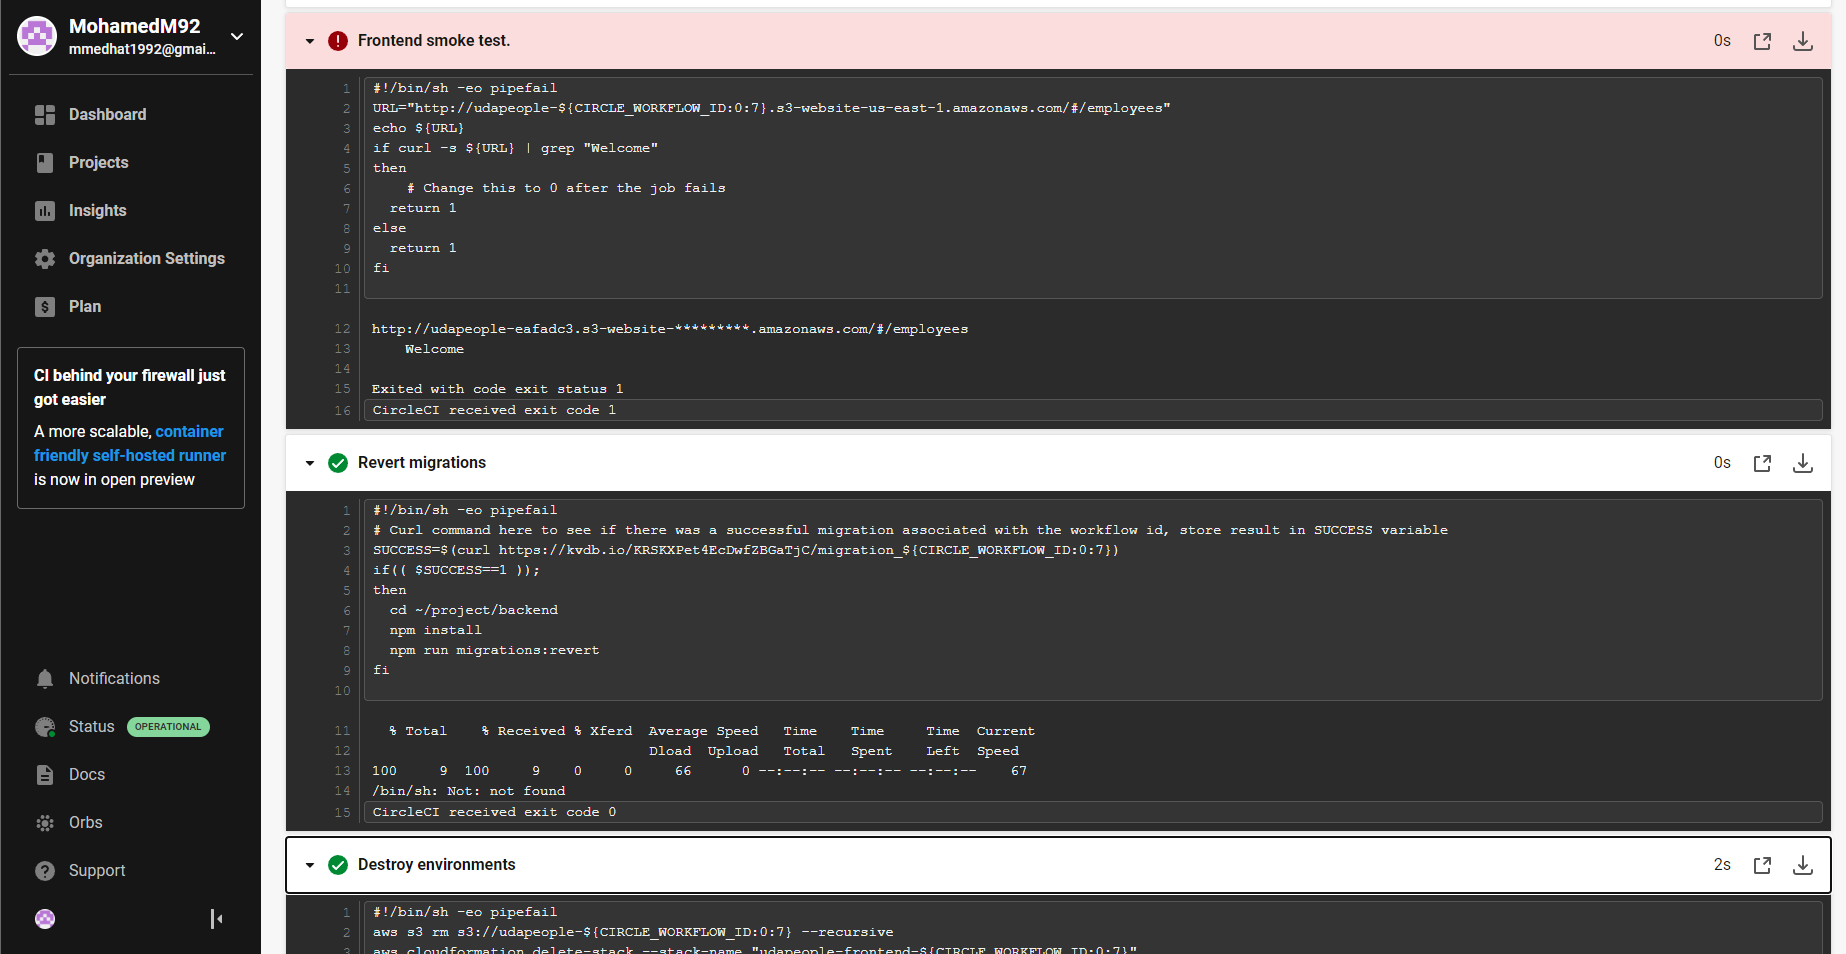 MohamedM92
mmedhat1992@gmai...
Dashboard
Projects
Insights
Organization Settings
Plan
CI behind your firewall just
got easier
A more scalable, container
friendly self-hosted runner
is now in open preview
Notifications
Status OPERATIONAL
Docs
Orbs
Support
Frontend smoke test. 0s
1 #!/bin/sh -eo pipefail
2 URL="http://udapeople-${CIRCLE_WORKFLOW_ID:0:7}.s3-website-us-east-1.amazonaws.com/#/employees"
3 echo ${URL}
4 if curl -s ${URL} | grep "Welcome"
5 then
6     # Change this to 0 after the job fails
7   return 1
8 else
9   return 1
10 fi
11
12 http://udapeople-eafadc3.s3-website-*********.amazonaws.com/#/employees
13     Welcome
14
15 Exited with code exit status 1
16 CircleCI received exit code 1
Revert migrations 0s
1 #!/bin/sh -eo pipefail
2 # Curl command here to see if there was a successful migration associated with the workflow id, store result in SUCCESS variable
3 SUCCESS=$(curl https://kvdb.io/KRSKXPet4EcDwfZBGaTjC/migration_${CIRCLE_WORKFLOW_ID:0:7})
4 if(( $SUCCESS==1 ));
5 then
6   cd ~/project/backend
7   npm install
8   npm run migrations:revert
9 fi
10
11   % Total    % Received % Xferd  Average Speed   Time    Time     Time  Current
12                                  Dload  Upload   Total   Spent    Left  Speed
13 100     9  100     9    0     0     66      0 --:--:-- --:--:-- --:--:--    67
14 /bin/sh: Not: not found
15 CircleCI received exit code 0
Destroy environments 2s
1 #!/bin/sh -eo pipefail
2 aws s3 rm s3://udapeople-${CIRCLE_WORKFLOW_ID:0:7} --recursive
3 aws cloudformation delete-stack --stack-name "udapeople-frontend-${CIRCLE_WORKFLOW_ID:0:7}"